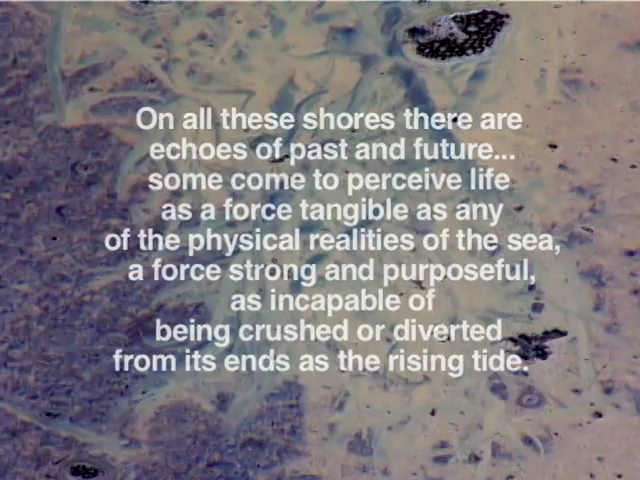 On all these shores there are
echoes of past and future...
some come to perceive life
as a force tangible as any
of the physical realities of the sea,
a force strong and purposeful,
as incapable of
being crushed or diverted
from its ends as the rising tide.